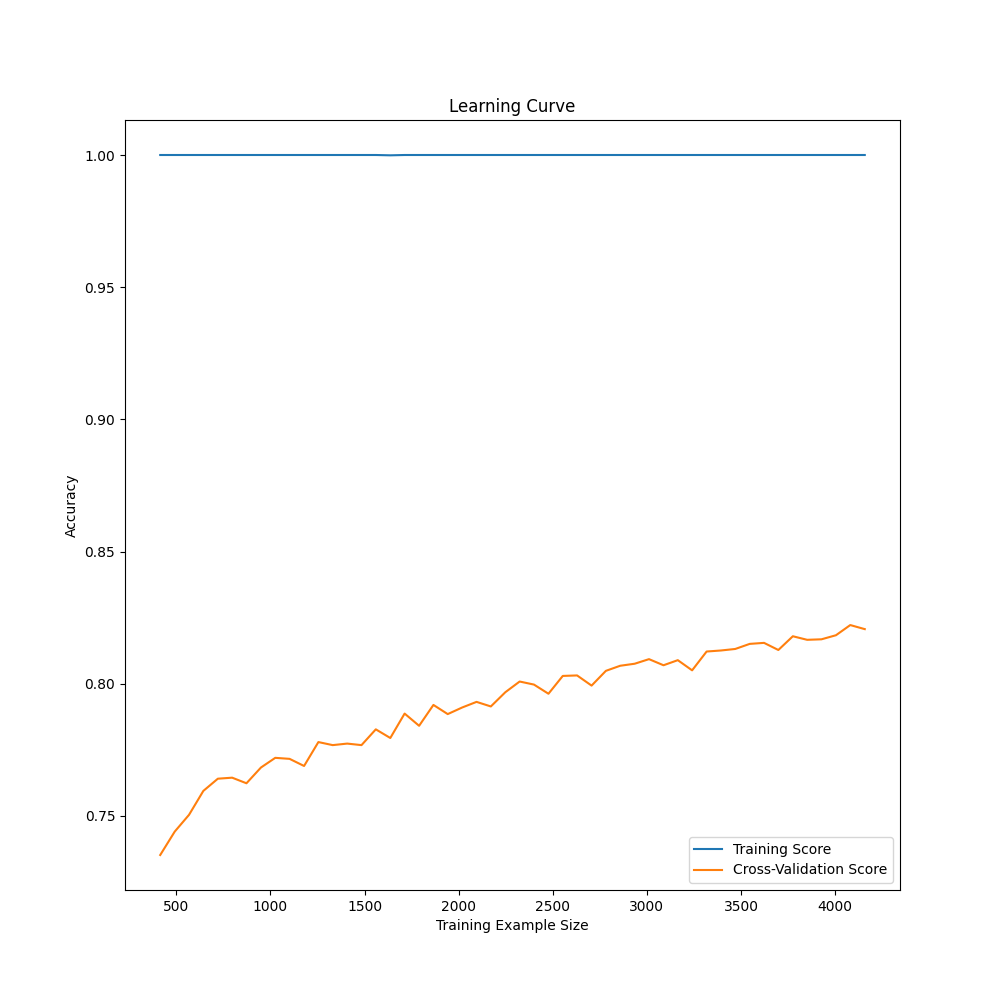 Learning Curve
1.00
0.95
0.90
0.85
0.80
0.75
Accuracy
500 1000 1500 2000 2500 3000 3500 4000
Training Example Size
Training Score
Cross-Validation Score